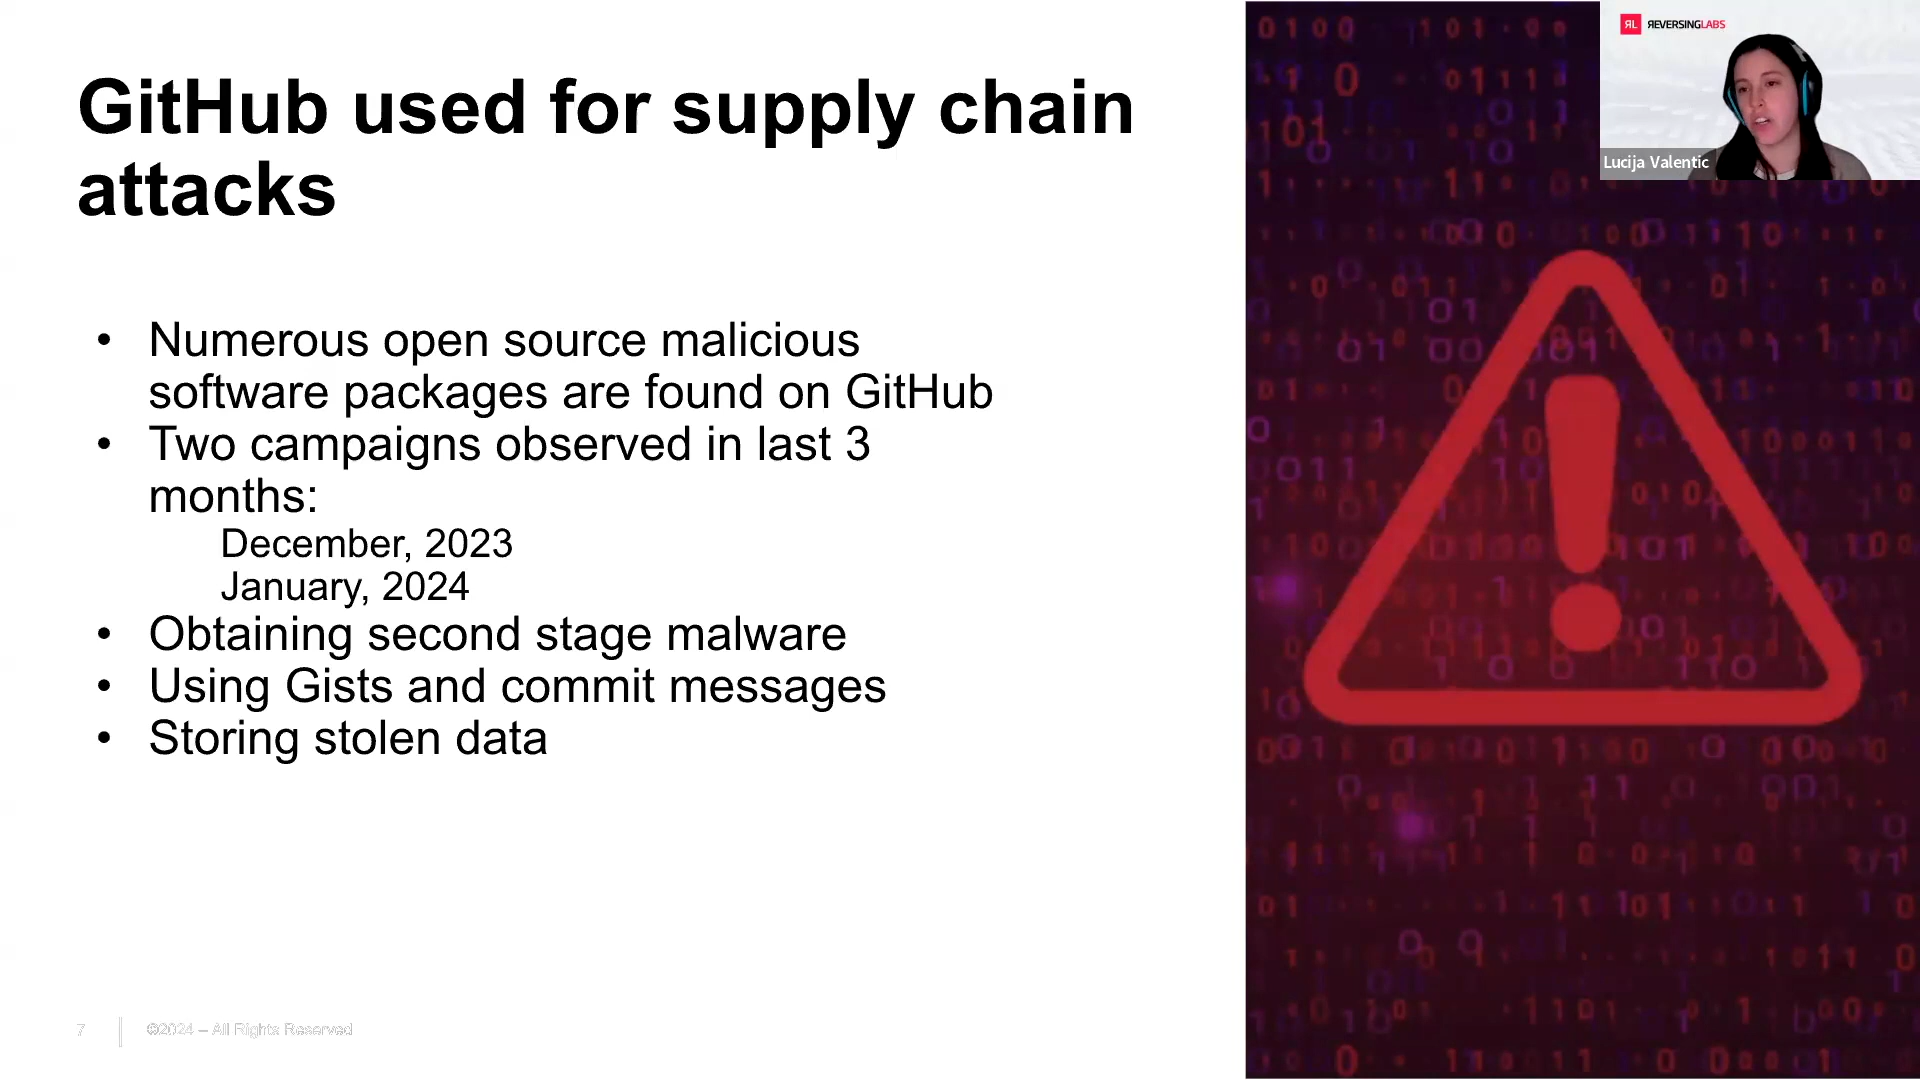 GitHub used for supply chain
attacks
• Numerous open source malicious
software packages are found on GitHub
• Two campaigns observed in last 3
months:
December, 2023
January, 2024
• Obtaining second stage malware
• Using Gists and commit messages
• Storing stolen data
7
©2024 – All Rights Reserved
RL REVERSINGLABS
Lucija Valentic